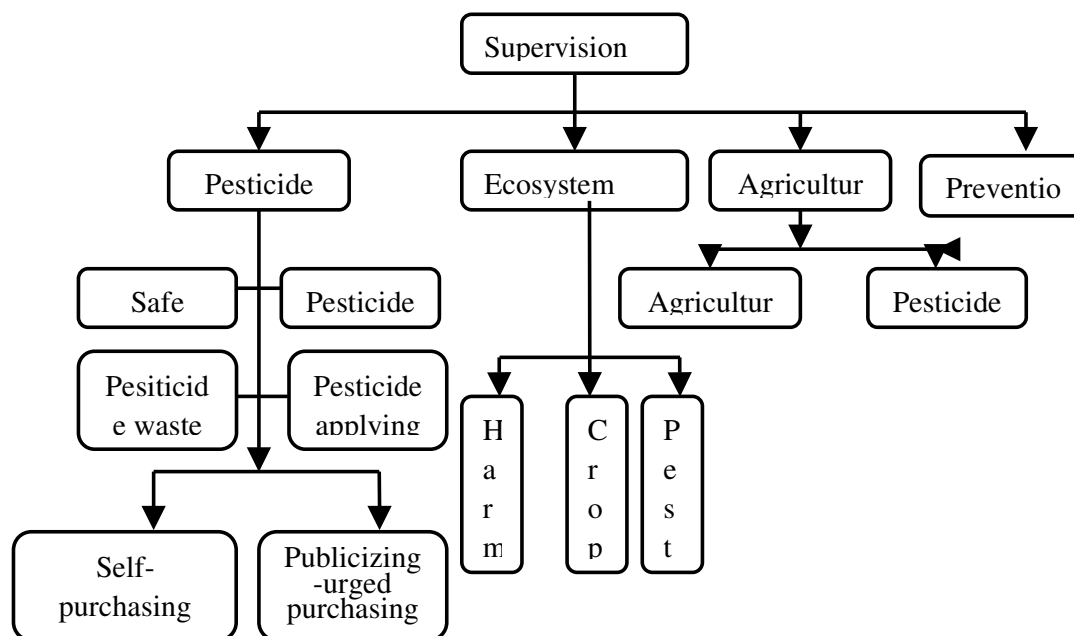 Supervision
Pesticide
Ecosystem
Agricultur
Preventio
Safe
Pesticide
Agricultur
Pesticide
Pesiticid
e waste
Pesticide
applying
H
a
r
m
C
r
o
p
P
e
s
t
Self-
purchasing
Publicizing
-urged
purchasing